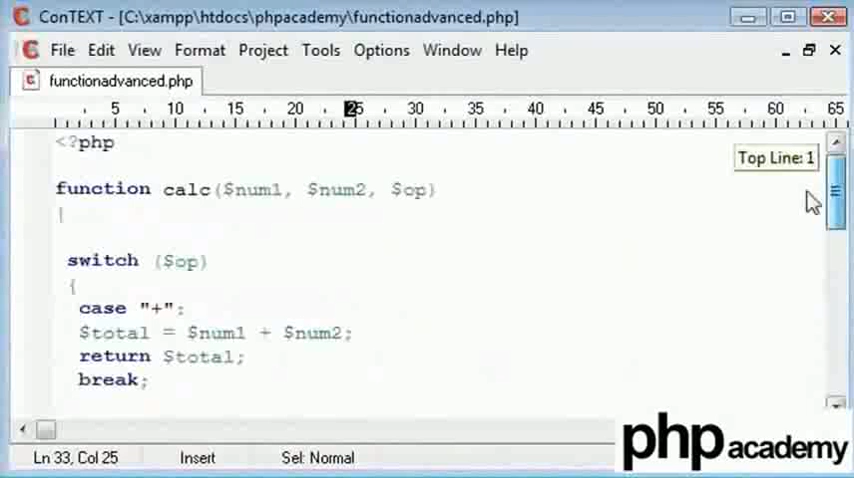 ConTEXT - [C:\xampp\htdocs\phpacademy\functionadvanced.php]
File Edit View Format Project Tools Options Window Help
functionadvanced.php
5 10 15 20 25 30 35 40 45 50 55 60 65
<?php
Top Line: 1
function calc($num1, $num2, $op)
{
switch ($op)
{
case "+":
$total = $num1 + $num2;
return $total;
break;
Ln 33, Col 25 Insert Sel: Normal
php academy